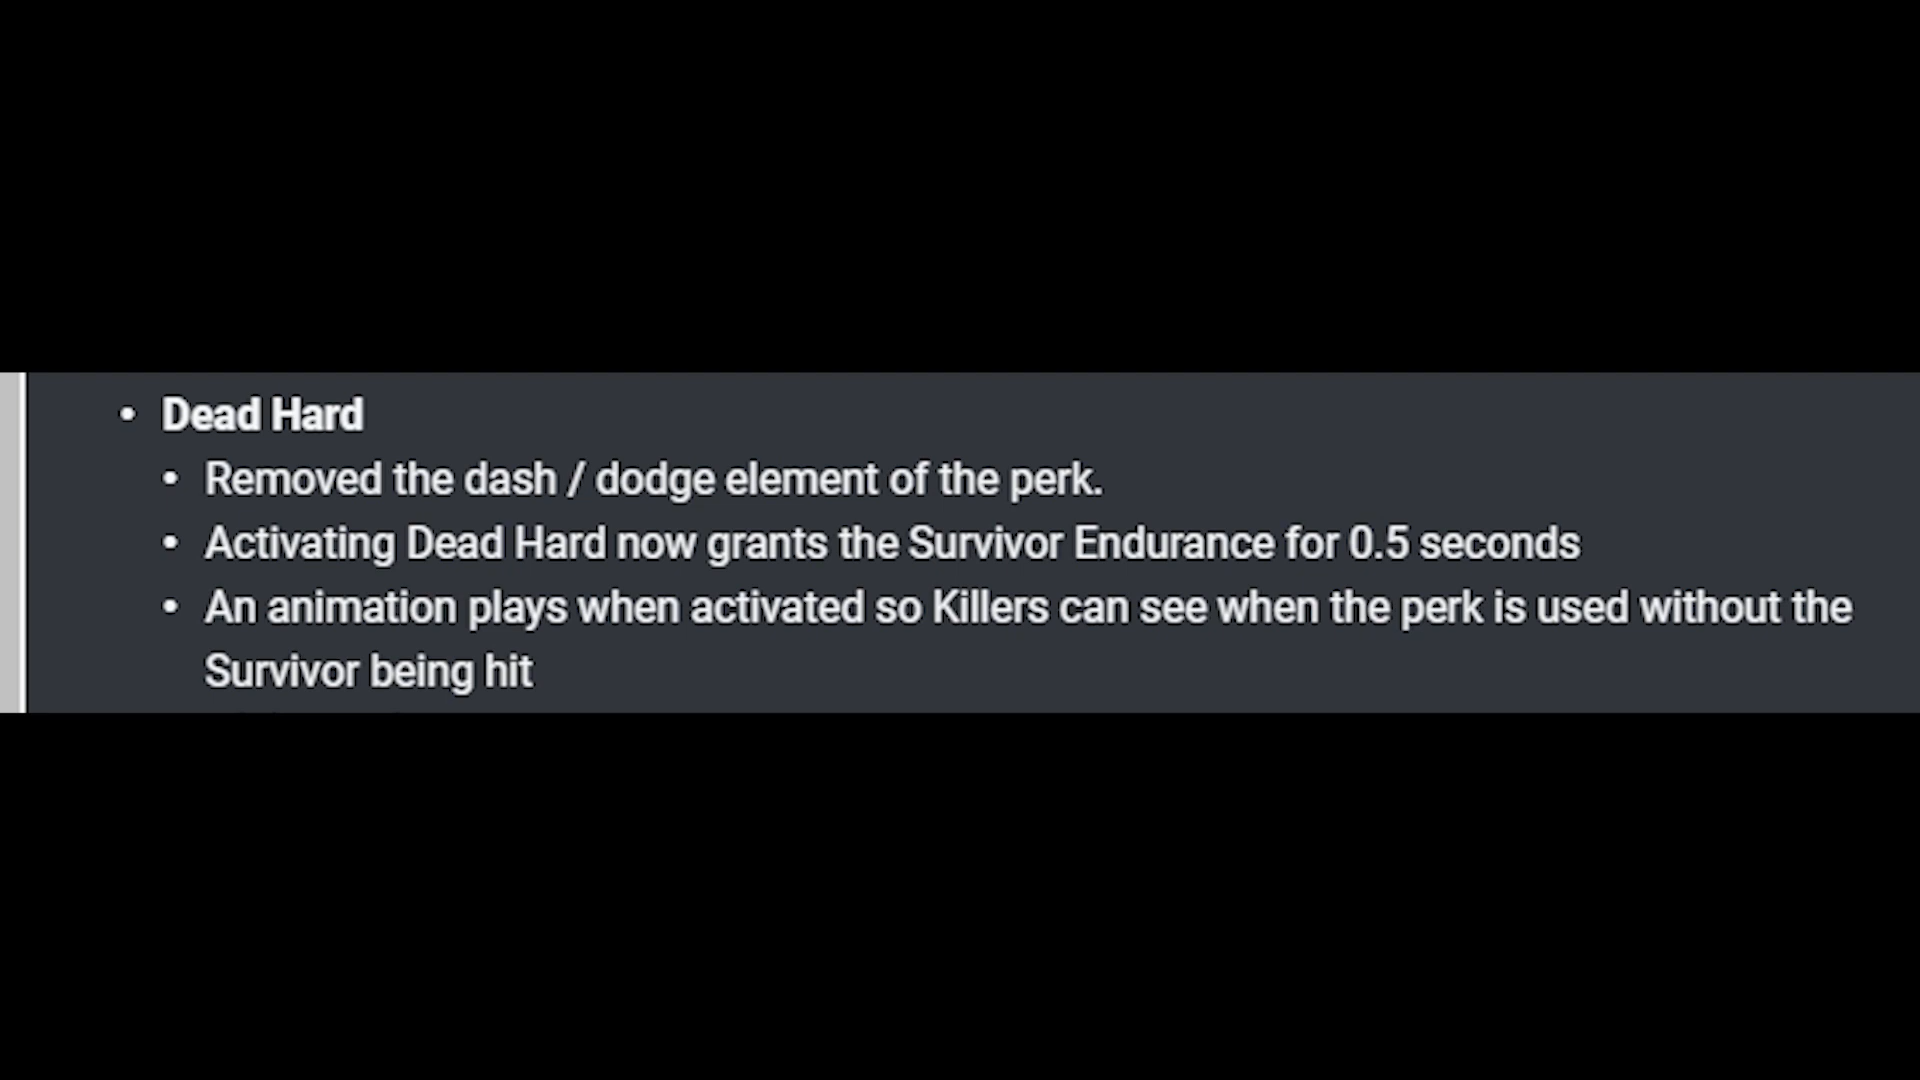 • Dead Hard
• Removed the dash / dodge element of the perk.
• Activating Dead Hard now grants the Survivor Endurance for 0.5 seconds
• An animation plays when activated so Killers can see when the perk is used without the
Survivor being hit